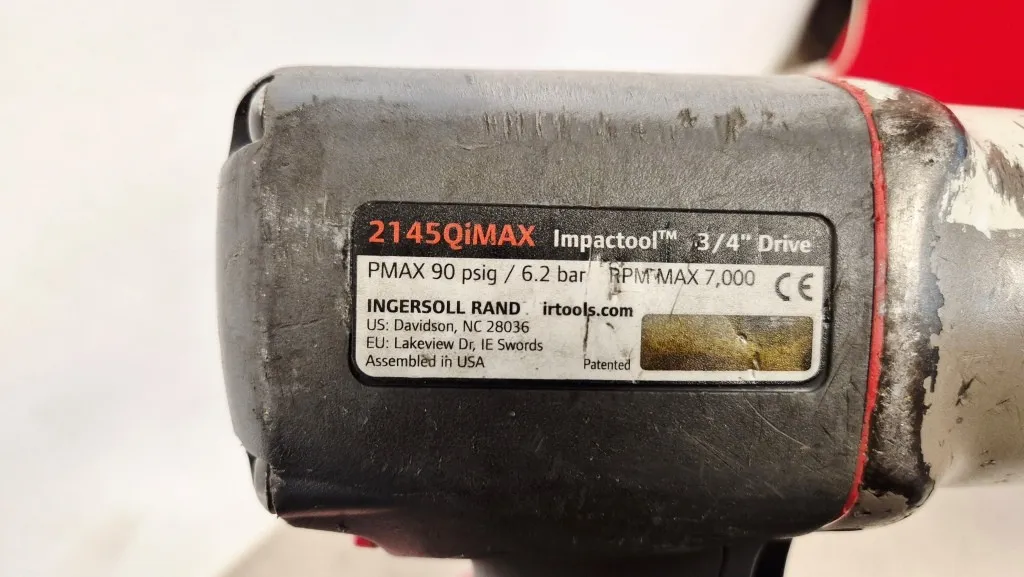 2145QiMAX Impactool™ 3/4" Drive
PMAX 90 psig / 6.2 bar RPM MAX 7,000 CE
INGERSOLL RAND irtools.com
US: Davidson, NC 28036
EU: Lakeview Dr, IE Swords
Assembled in USA Patented